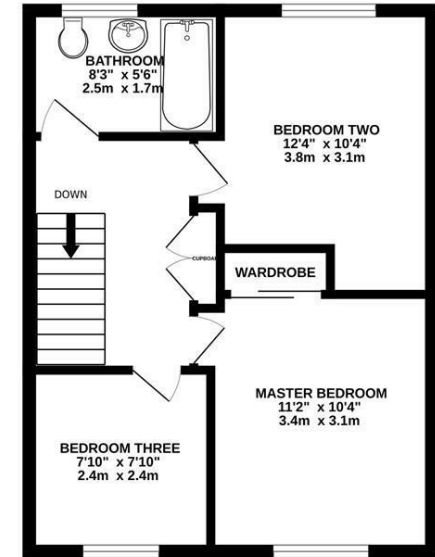 BATHROOM
8'3" x 5'6"
2.5m x 1.7m
BEDROOM TWO
12'4" x 10'4"
3.8m x 3.1m
DOWN
WARDROBE
MASTER BEDROOM
11'2" x 10'4"
3.4m x 3.1m
BEDROOM THREE
7'10" x 7'10"
2.4m x 2.4m